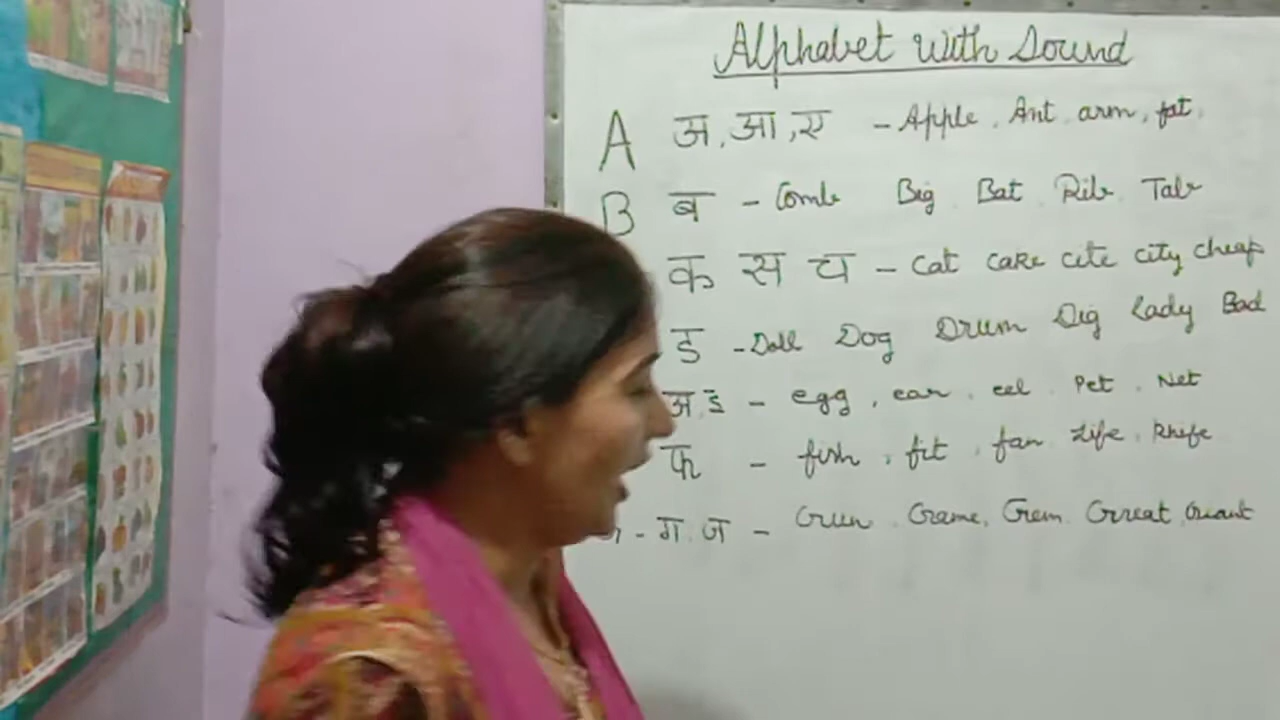 Alphabet with Sound
A अ, आ, ए - Apple, Ant, arm, fat,
B ब - Comb Big Bat Rib Tab
क स च - Cat Cake cite city cheap
ड - Doll Dog Drum Dig Lady Bad
अ, इ - egg, ear, eel, Pet, Net
फ - fish, fit, fan Life, Knife
- ग, ज - Gun Game, Gem Great Giant